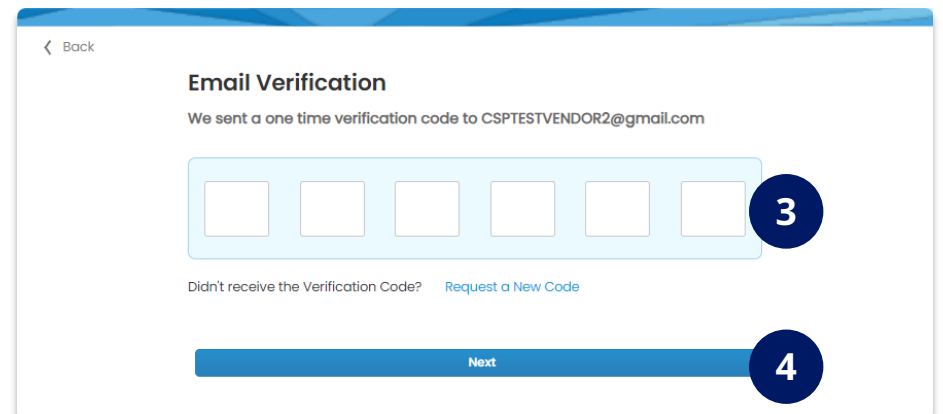 Back
Email Verification
We sent a one time verification code to CSPTESTVENDOR2@gmail.com
3
Didn't receive the Verification Code? Request a New Code
Next
4